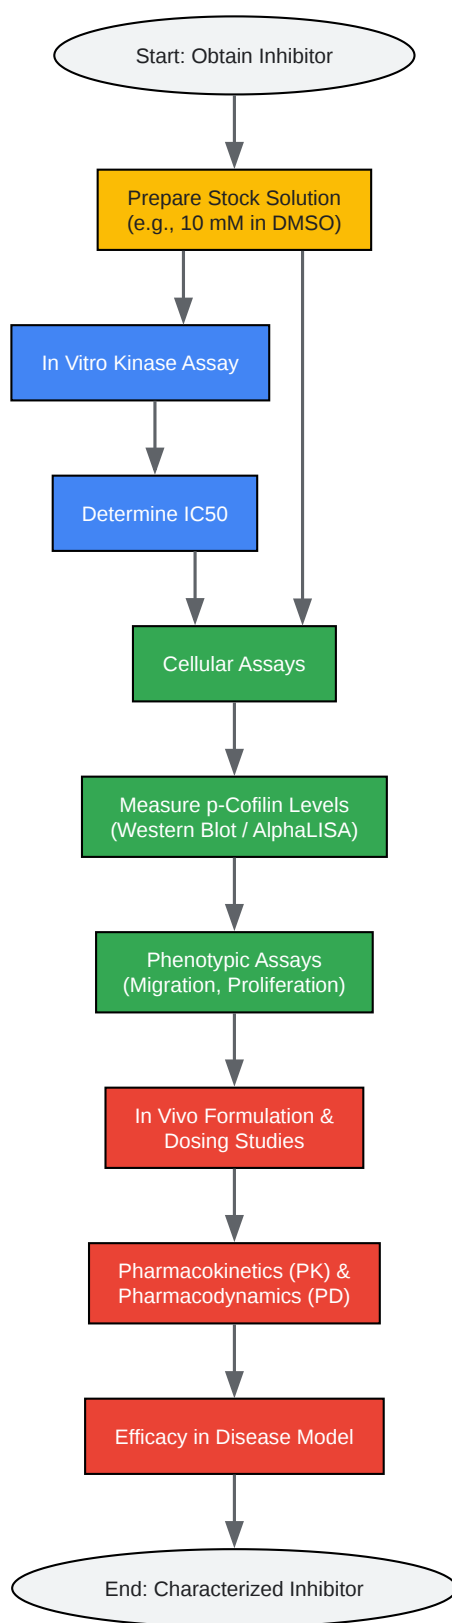 Start: Obtain Inhibitor
Prepare Stock Solution
(e.g., 10 mM in DMSO)
In Vitro Kinase Assay
Determine IC50
Cellular Assays
Measure p-Cofilin Levels
(Western Blot / AlphaLISA)
Phenotypic Assays
(Migration, Proliferation)
In Vivo Formulation &
Dosing Studies
Pharmacokinetics (PK) &
Pharmacodynamics (PD)
Efficacy in Disease Model
End: Characterized Inhibitor